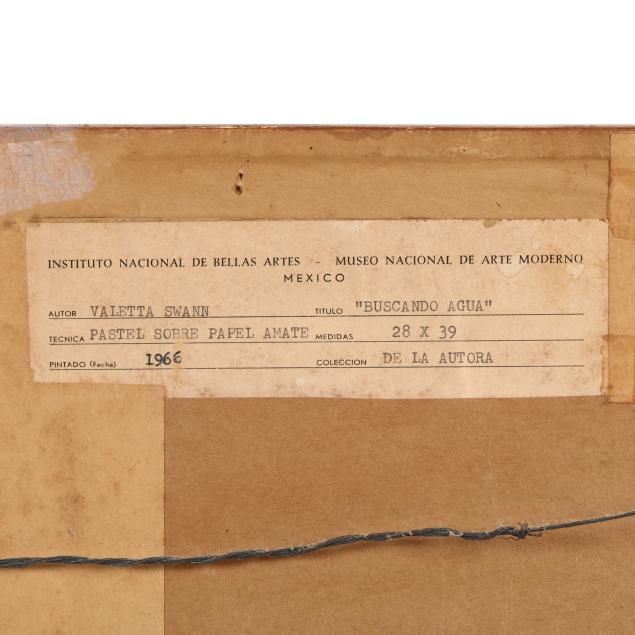 INSTITUTO NACIONAL DE BELLAS ARTES - MUSEO NACIONAL DE ARTE MODERNO
MEXICO
AUTOR VALETTA SWANN TITULO "BUSCANDO AGUA"
TECNICA PASTEL SOBRE PAPEL AMATE MEDIDAS 28 X 39
PINTADO (Fecha) 1966 COLECCION DE LA AUTORA